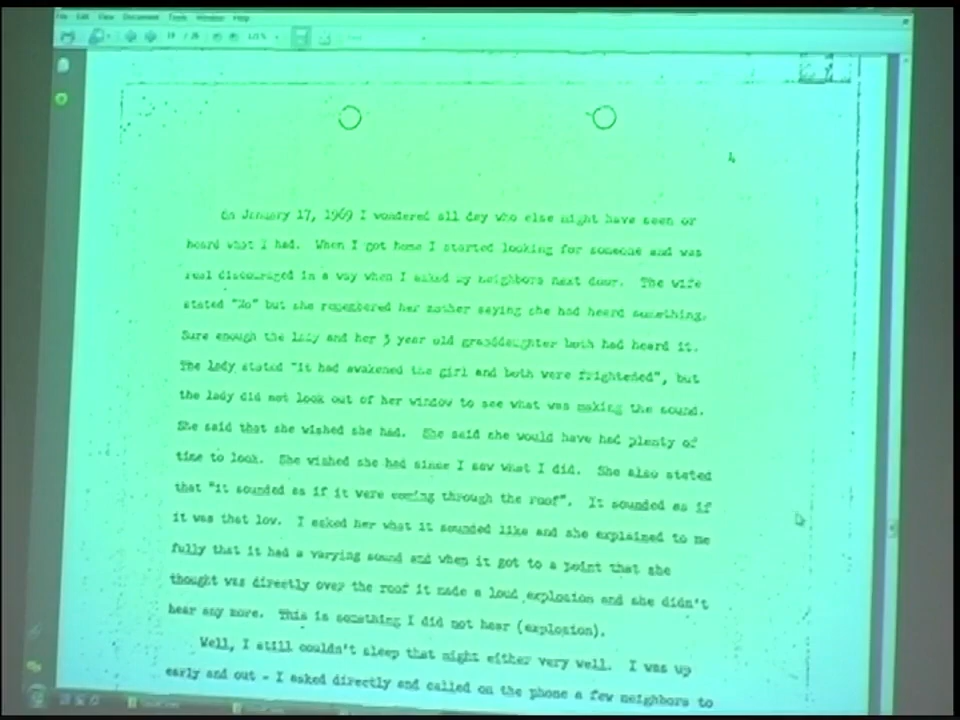 File Edit View Document Tools Window Help
4
On January 17, 1969 I wondered all day who else might have seen or
heard what I had. When I got home I started looking for someone and was
real discouraged in a way when I asked my neighbors next door. The wife
stated "No" but she remembered her mother saying she had heard something.
Sure enough the lady and her 3 year old granddaughter both had heard it.
The lady stated "it had awakened the girl and both were frightened", but
the lady did not look out of her window to see what was making the sound.
She said that she wished she had. She said she would have had plenty of
time to look. She wished she had since I saw what I did. She also stated
that "it sounded as if it were coming through the roof". It sounded as if
it was that low. I asked her what it sounded like and she explained to me
fully that it had a varying sound and when it got to a point that she
thought was directly over the roof it made a loud explosion and she didn't
hear any more. This is something I did not hear (explosion).
Well, I still couldn't sleep that night either very well. I was up
early and out - I asked directly and called on the phone a few neighbors to